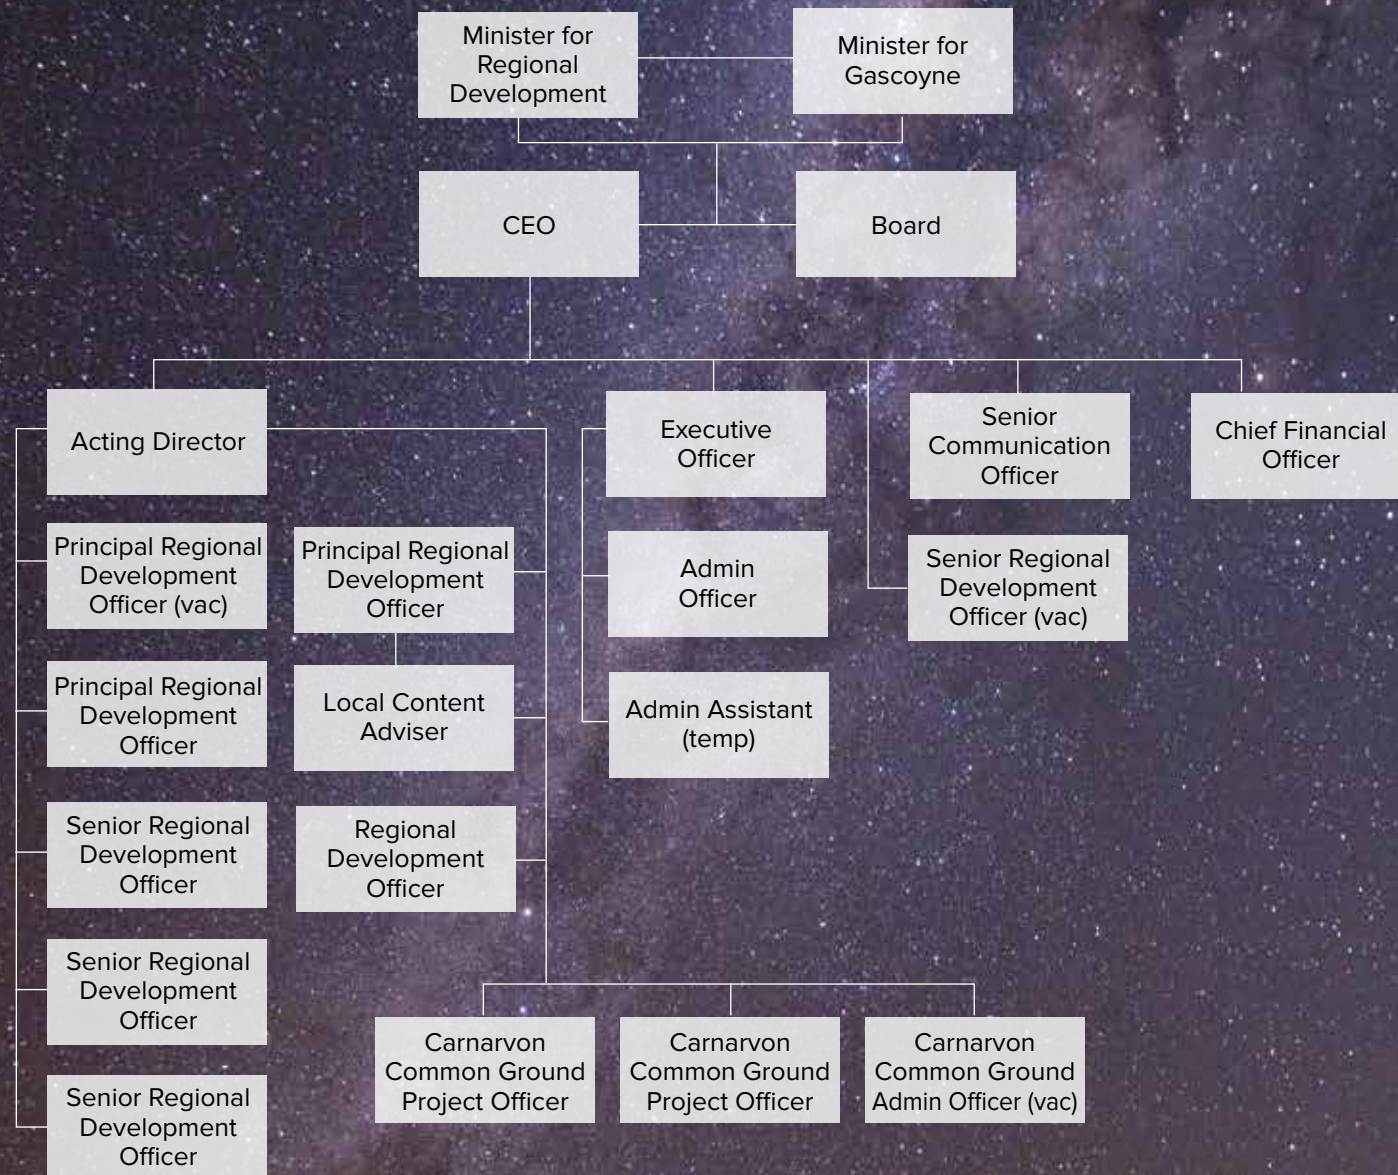 Minister for
Regional
Development
Minister for
Gascoyne
CEO
Board
Acting Director
Executive
Officer
Senior
Communication
Officer
Chief Financial
Officer
Principal Regional
Development
Officer (vac)
Principal Regional
Development
Officer
Admin
Officer
Senior Regional
Development
Officer (vac)
Principal Regional
Development
Officer
Local Content
Adviser
Admin Assistant
(temp)
Senior Regional
Development
Officer
Regional
Development
Officer
Senior Regional
Development
Officer
Carnarvon
Common Ground
Project Officer
Carnarvon
Common Ground
Project Officer
Carnarvon
Common Ground
Admin Officer (vac)
Senior Regional
Development
Officer